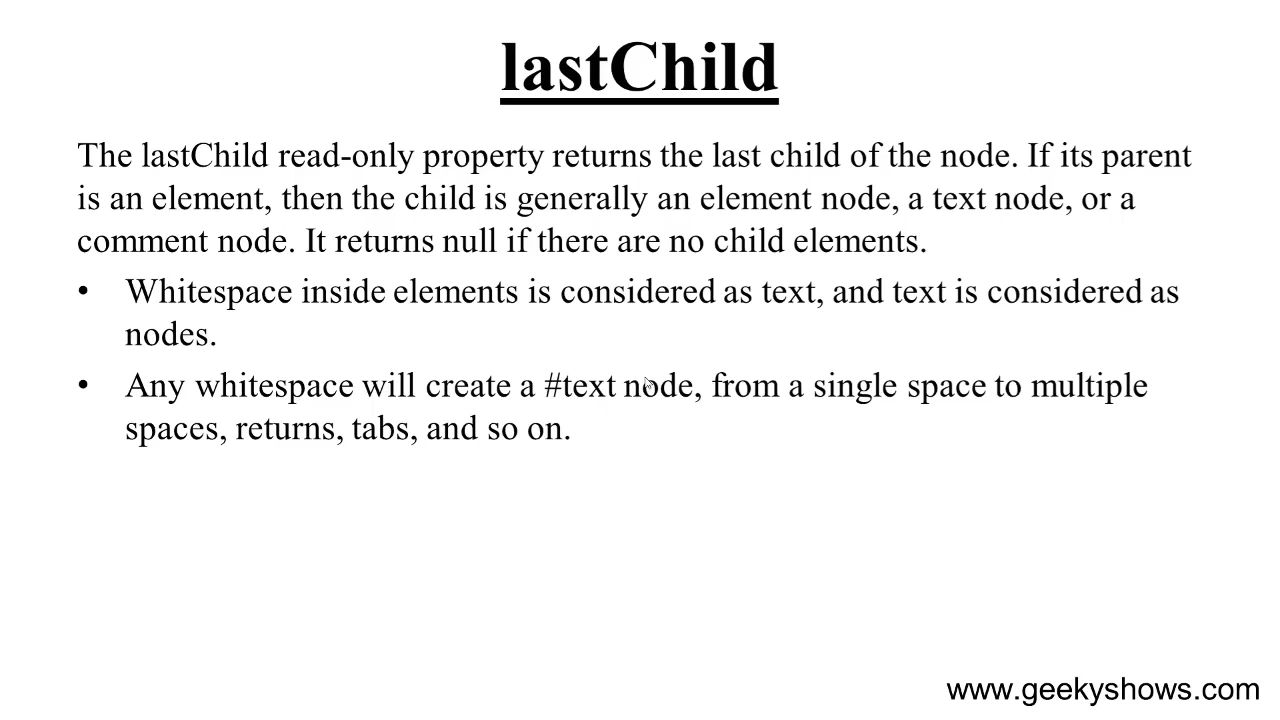 lastChild
The lastChild read-only property returns the last child of the node. If its parent
is an element, then the child is generally an element node, a text node, or a
comment node. It returns null if there are no child elements.
• Whitespace inside elements is considered as text, and text is considered as
nodes.
• Any whitespace will create a #text node, from a single space to multiple
spaces, returns, tabs, and so on.
www.geekyshows.com